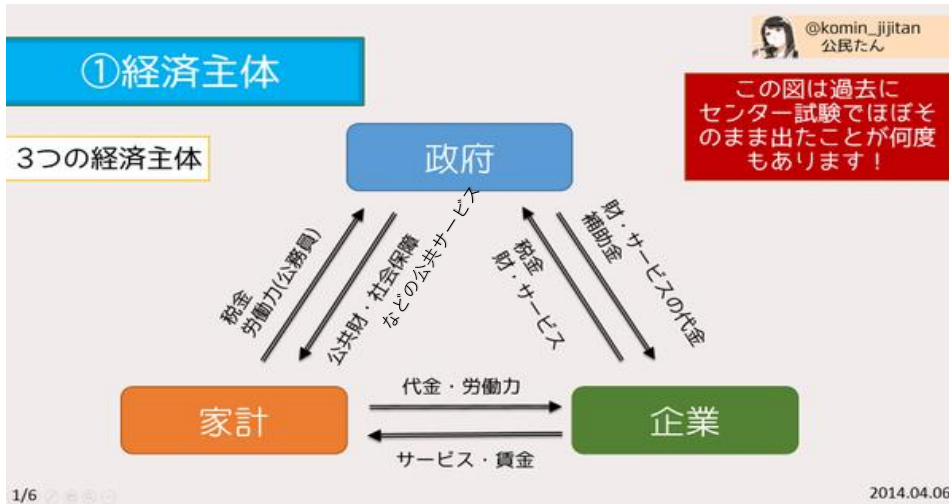 ①経済主体
@komin_jijitan
公民たん
この図は過去に
センター試験でほぼそ
のまま出たことが何度
もあります！
3つの経済主体
政府
税金
労働力(公務員)
公共財・社会保障
などの公共サービス
税金
財・サービス
財・サービスの代金
補助金
家計
代金・労働力
サービス・賃金
企業
1/6
2014.04.06